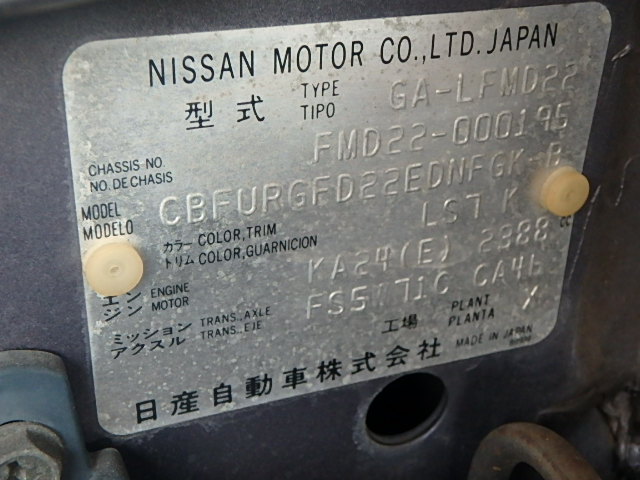 NISSAN MOTOR CO.,LTD. JAPAN
型式 TYPE TIPO GA-LFMD22
CHASSIS NO. NO. DE CHASIS FMD22-000195
MODEL MODELO CBFURGFD22EDNFGK-B
カラー COLOR, TRIM LS7 K
トリム COLOR, GUARNICION
エンジン ENGINE MOTOR KA24(E) 2388 cc
ミッション TRANS., AXLE FS5W71C CA46
アクスル TRANS., EJE 工場 PLANT PLANTA X
日産自動車株式会社 MADE IN JAPAN